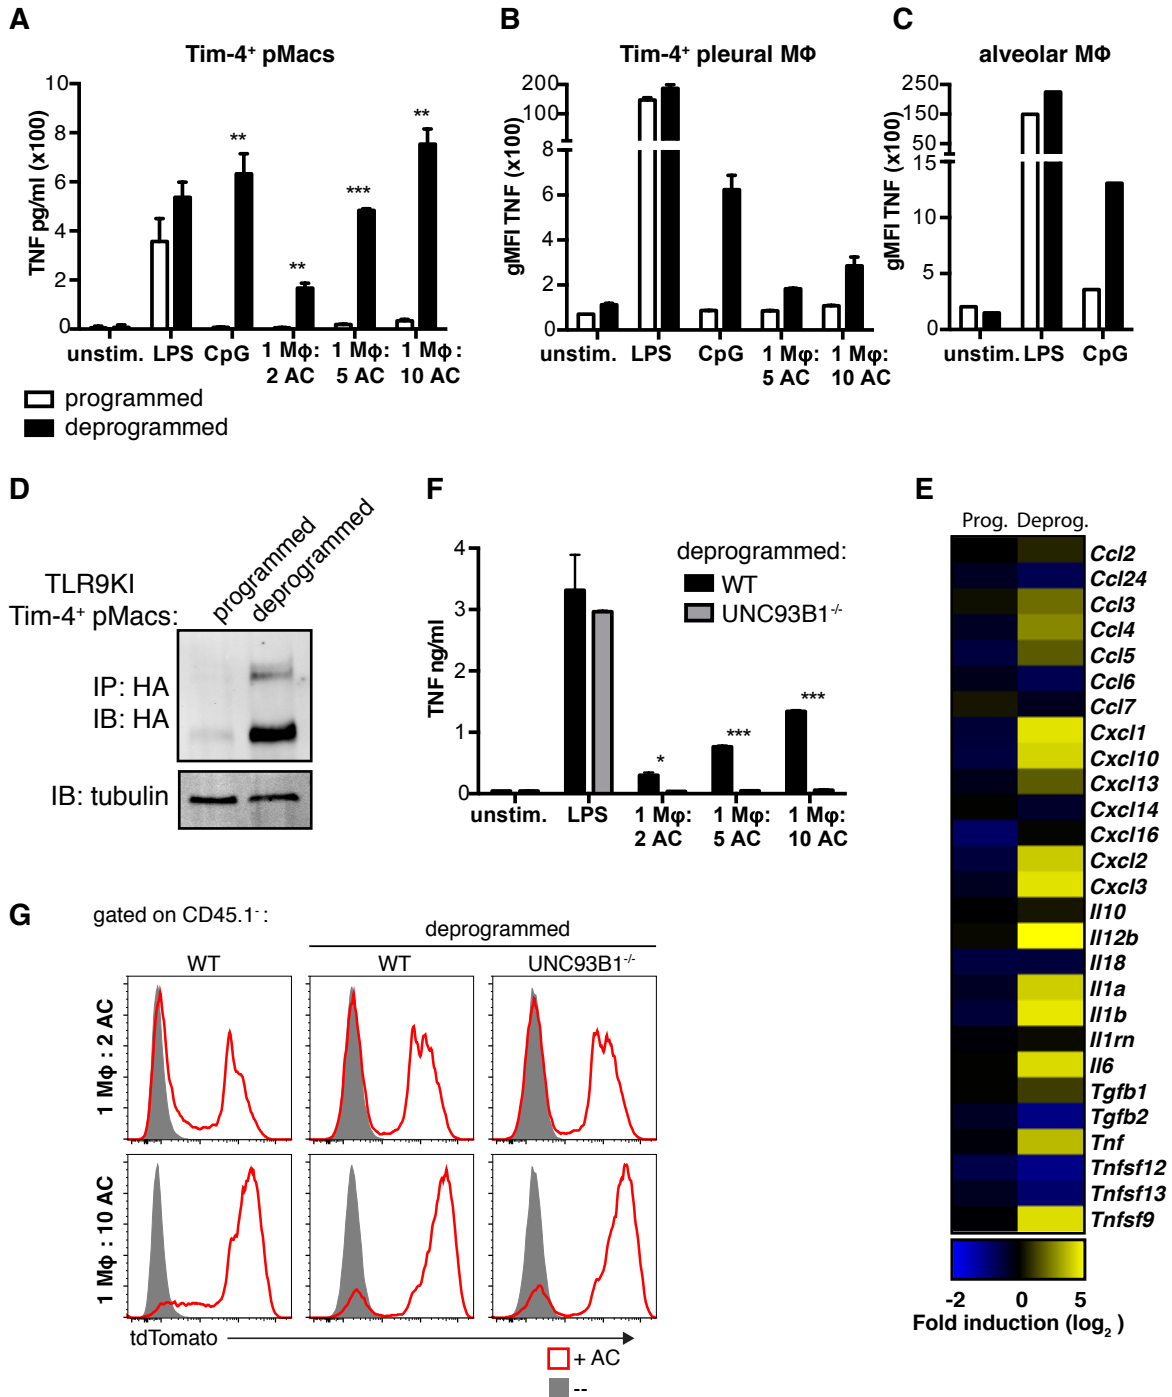 A
Tim-4⁺ pMacs
TNF pg/ml (x100)
10
8
6
4
2
0
** ** *** **
unstim. LPS CpG 1 Mφ: 2 AC 1 Mφ: 5 AC 1 Mφ: 10 AC
programmed
deprogrammed
B
Tim-4⁺ pleural MΦ
gMFI TNF (x100)
200
100
8
6
4
2
0
unstim. LPS CpG 1 Mφ: 5 AC 1 Mφ: 10 AC
C
alveolar MΦ
gMFI TNF (x100)
250
150
50
15
10
5
0
unstim. LPS CpG
D
TLR9KI
Tim-4⁺ pMacs:
programmed
deprogrammed
IP: HA
IB: HA
IB: tubulin
F
deprogrammed:
WT
UNC93B1⁻/⁻
TNF ng/ml
4
3
2
1
0
* *** ***
unstim. LPS 1 Mφ: 2 AC 1 Mφ: 5 AC 1 Mφ: 10 AC
E
Prog. Deprog.
Ccl2
Ccl24
Ccl3
Ccl4
Ccl5
Ccl6
Ccl7
Cxcl1
Cxcl10
Cxcl13
Cxcl14
Cxcl16
Cxcl2
Cxcl3
Il10
Il12b
Il18
Il1a
Il1b
Il1rn
Il6
Tgfb1
Tgfb2
Tnf
Tnfsf12
Tnfsf13
Tnfsf9
-2 0 5
Fold induction (log₂ )
G
gated on CD45.1⁻ :
deprogrammed
WT WT UNC93B1⁻/⁻
1 MΦ : 2 AC
1 MΦ : 10 AC
tdTomato
+ AC
--